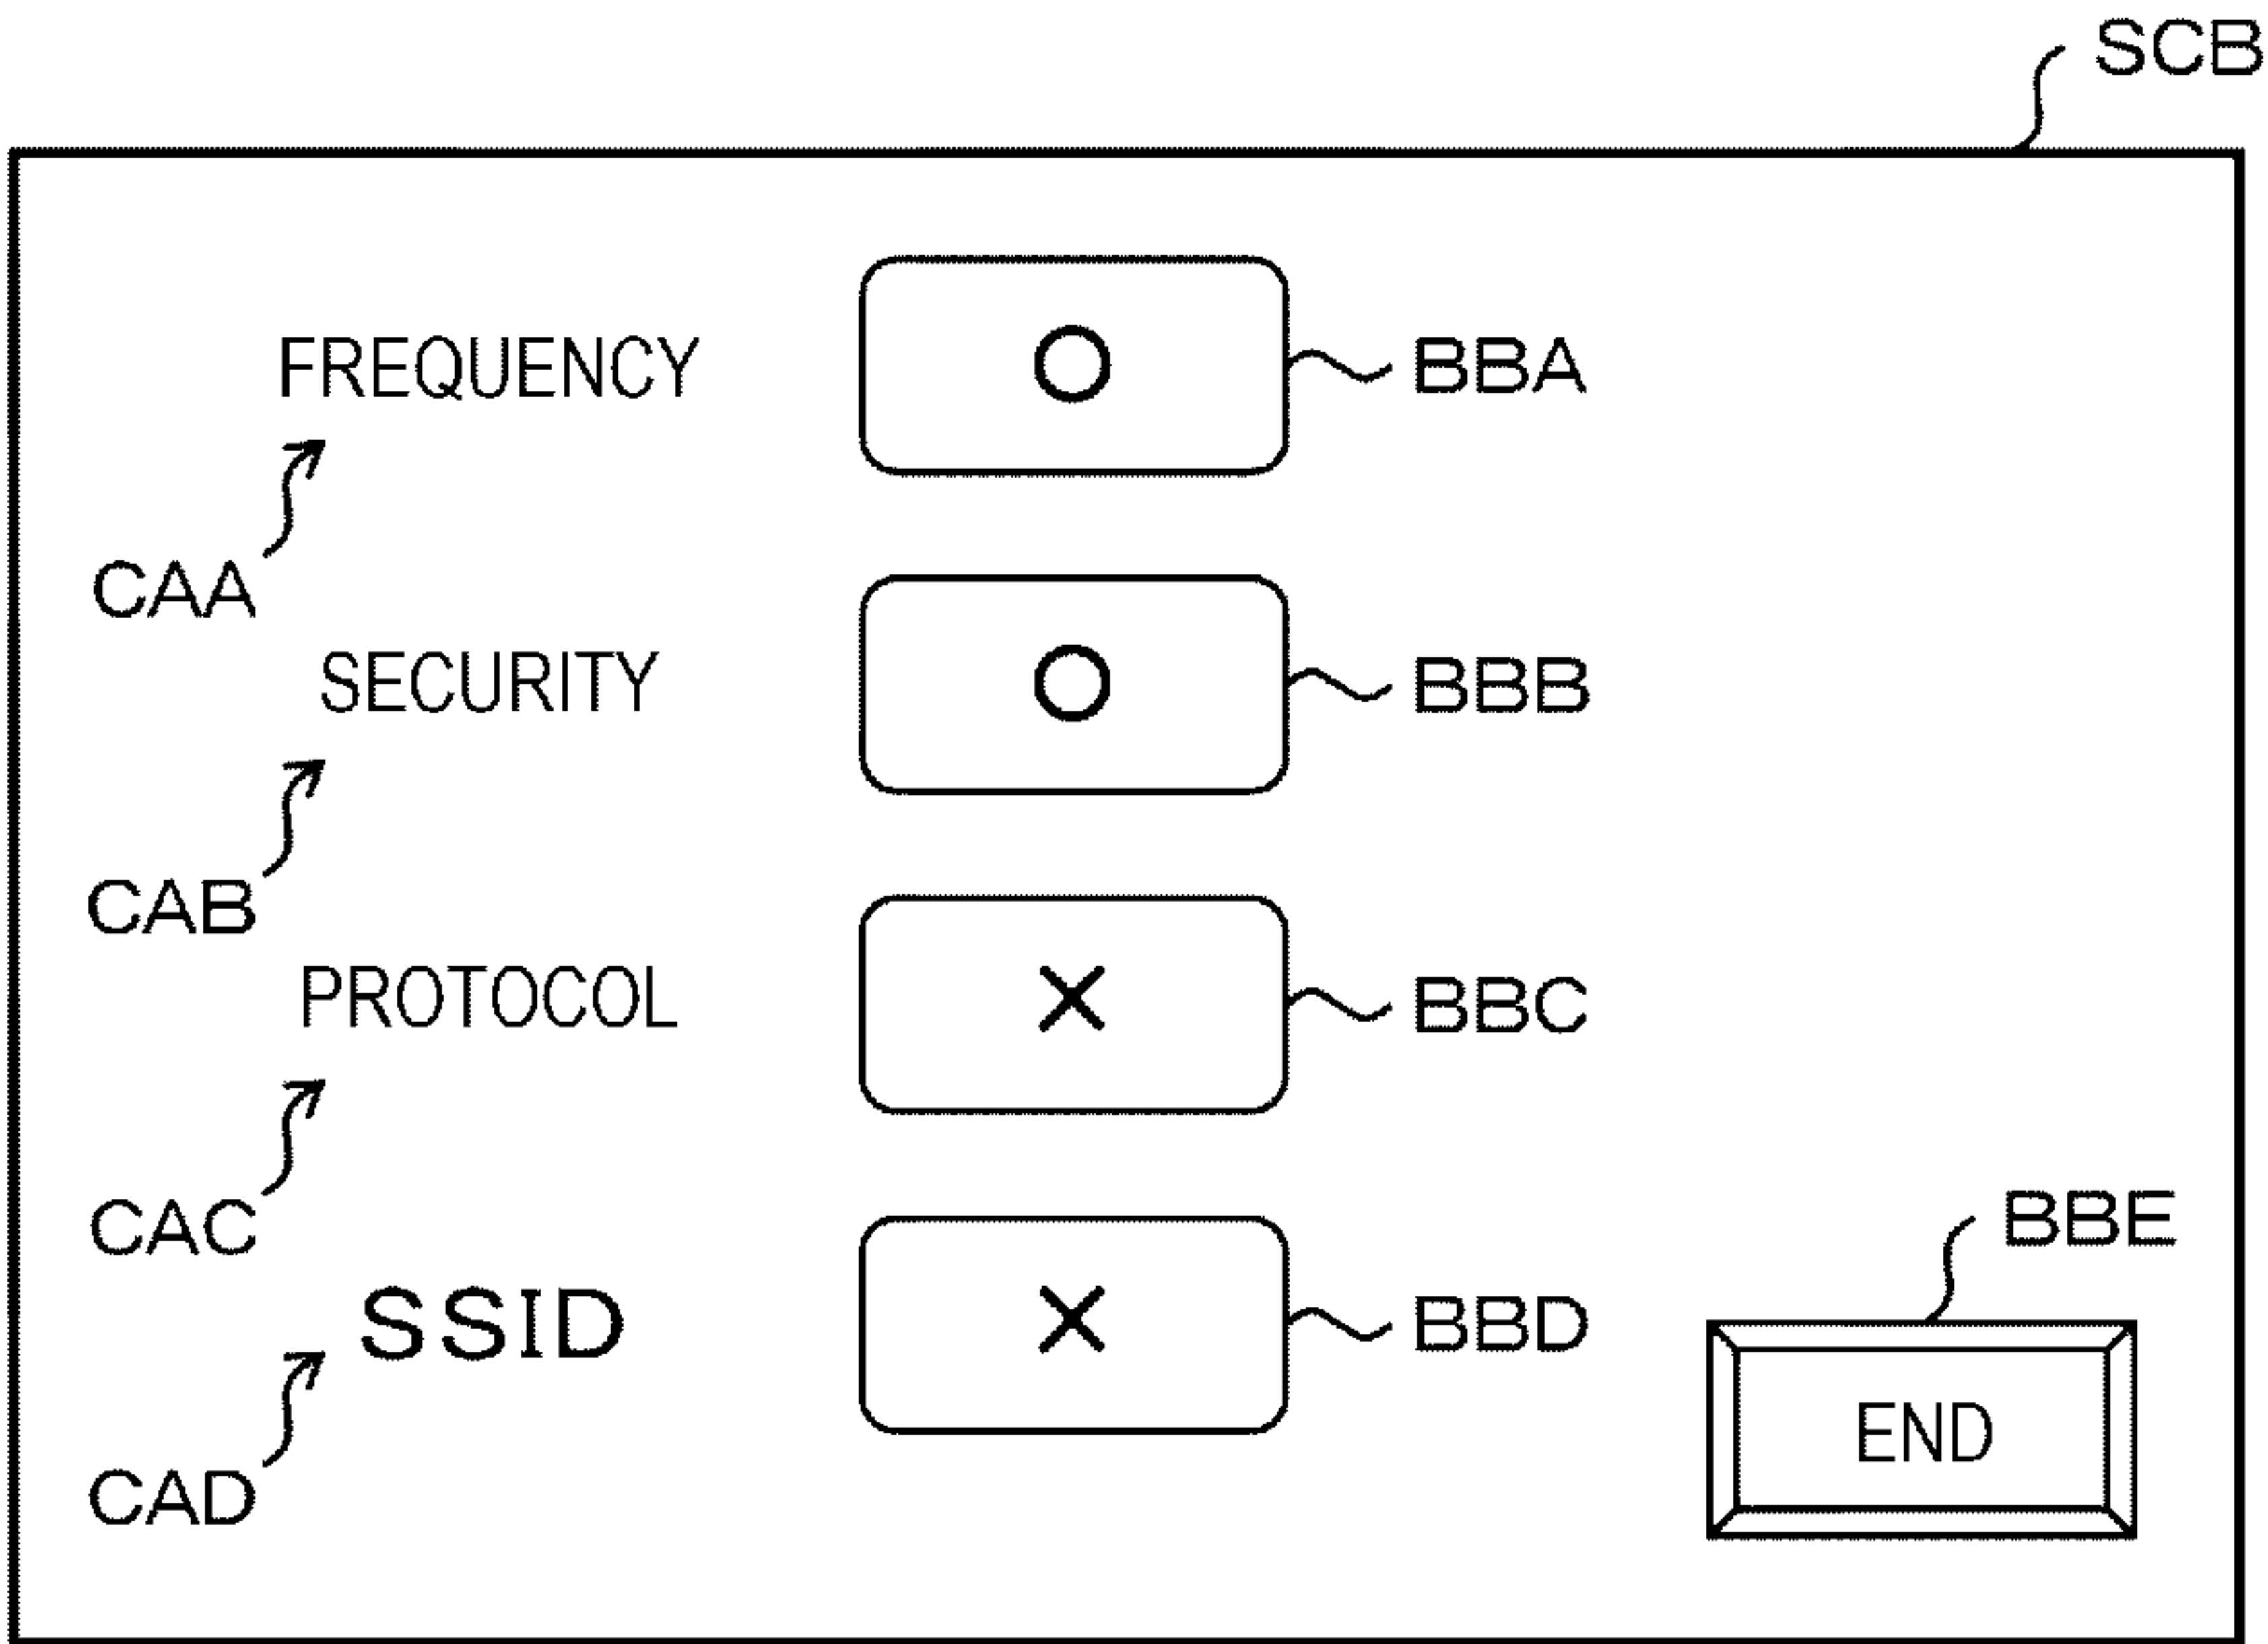 SCB
FREQUENCY ○ BBA
CAA
SECURITY ○ BBB
CAB
PROTOCOL × BBC
CAC
BBE
SSID × BBD
END
CAD